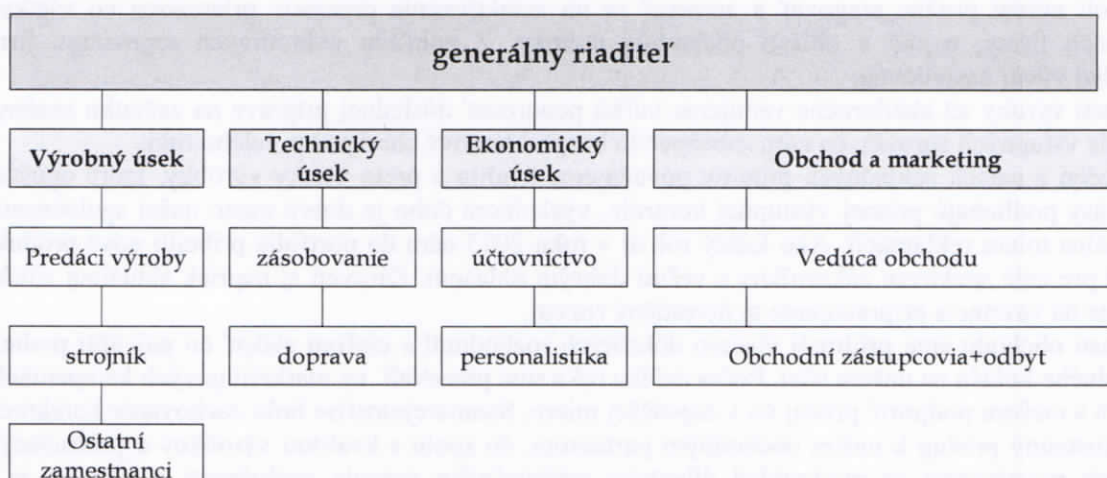 generálny riaditeľ
Výrobný úsek
Technický
úsek
Ekonomický
úsek
Obchod a marketing
Predáci výroby
zásobovanie
účtovníctvo
Vedúca obchodu
strojník
doprava
personalistika
Obchodní zástupcovia+odbyt
Ostatní
zamestnanci